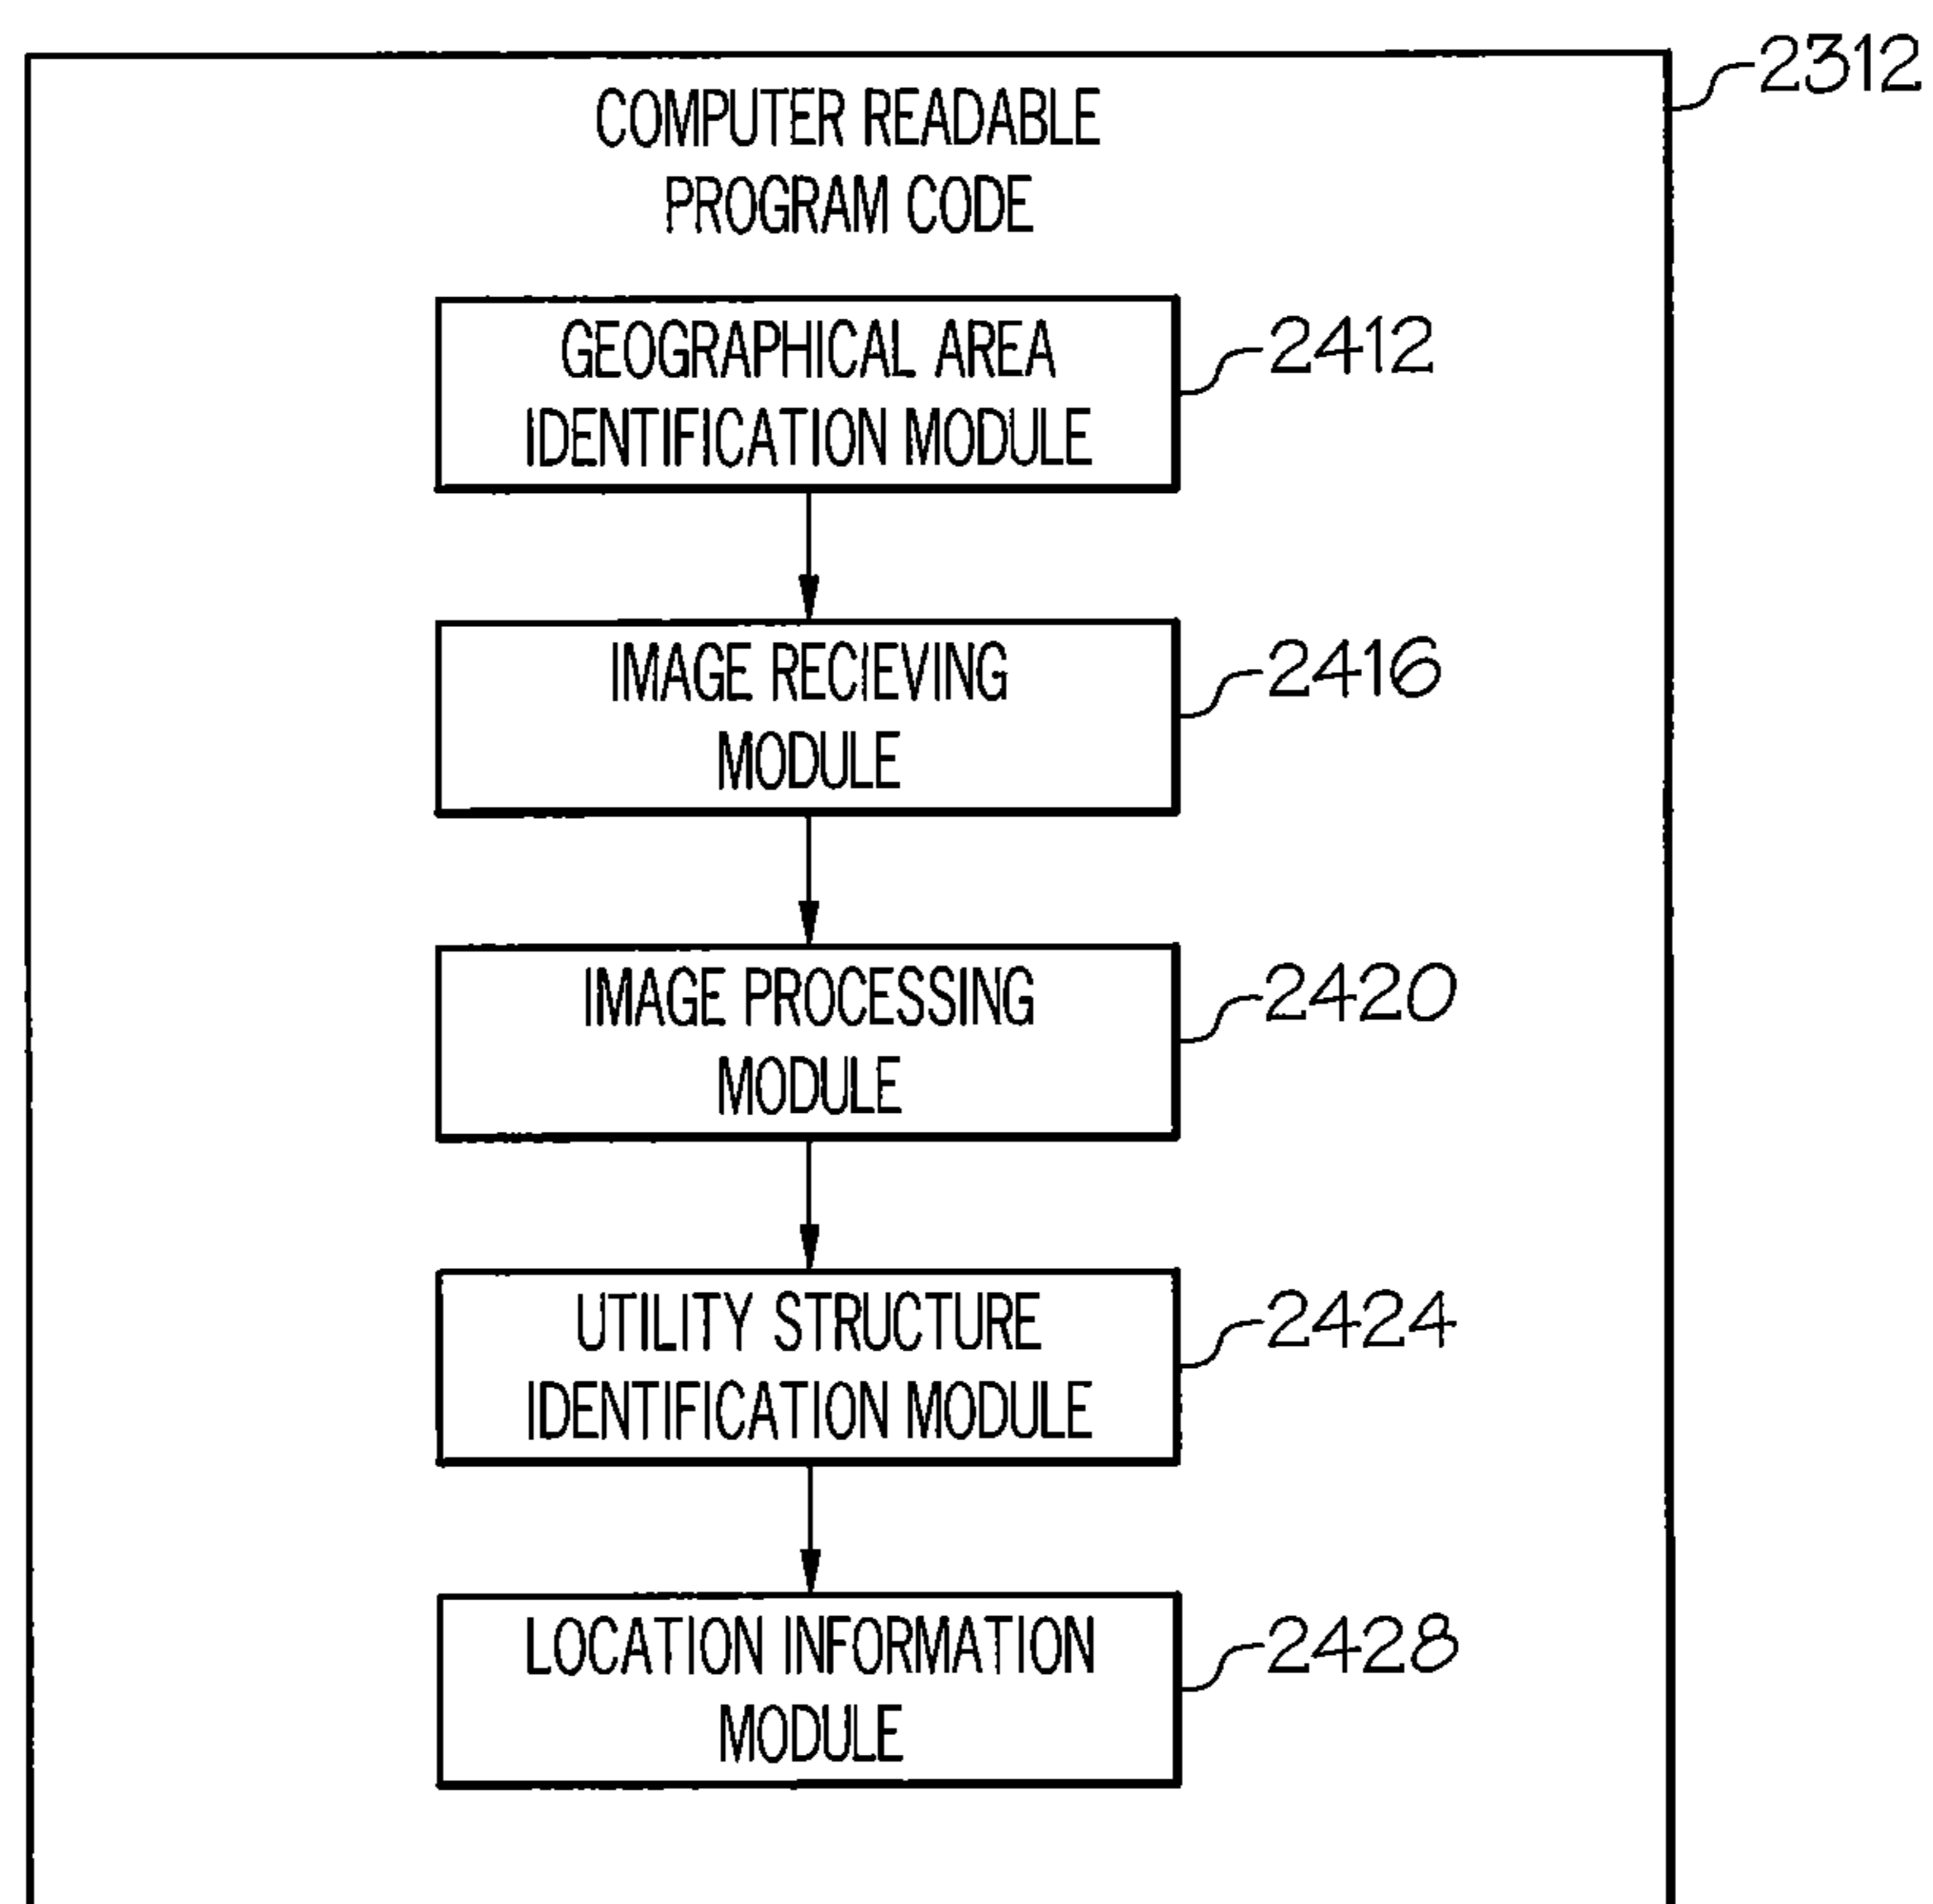 2312
COMPUTER READABLE
PROGRAM CODE
GEOGRAPHICAL AREA
IDENTIFICATION MODULE
2412
IMAGE RECIEVING
MODULE
2416
IMAGE PROCESSING
MODULE
2420
UTILITY STRUCTURE
IDENTIFICATION MODULE
2424
LOCATION INFORMATION
MODULE
2428